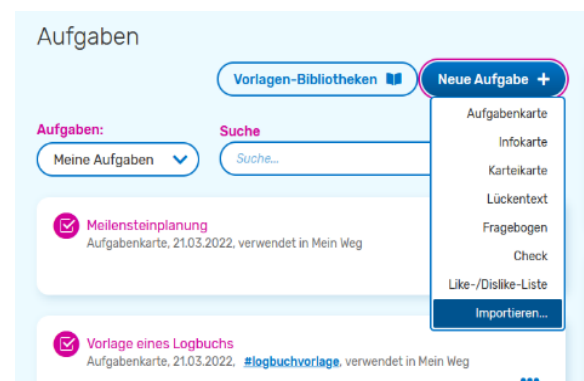 Aufgaben
Vorlagen-Bibliotheken
Neue Aufgabe +
Aufgaben:
Suche
Meine Aufgaben
Suche...
Aufgabenkarte
Infokarte
Karteikarte
Lückentext
Fragebogen
Check
Like-/Dislike-Liste
Importieren...
Meilensteinplanung
Aufgabenkarte, 21.03.2022, verwendet in Mein Weg
Vorlage eines Logbuchs
Aufgabenkarte, 21.03.2022, #logbuchvorlage, verwendet in Mein Weg